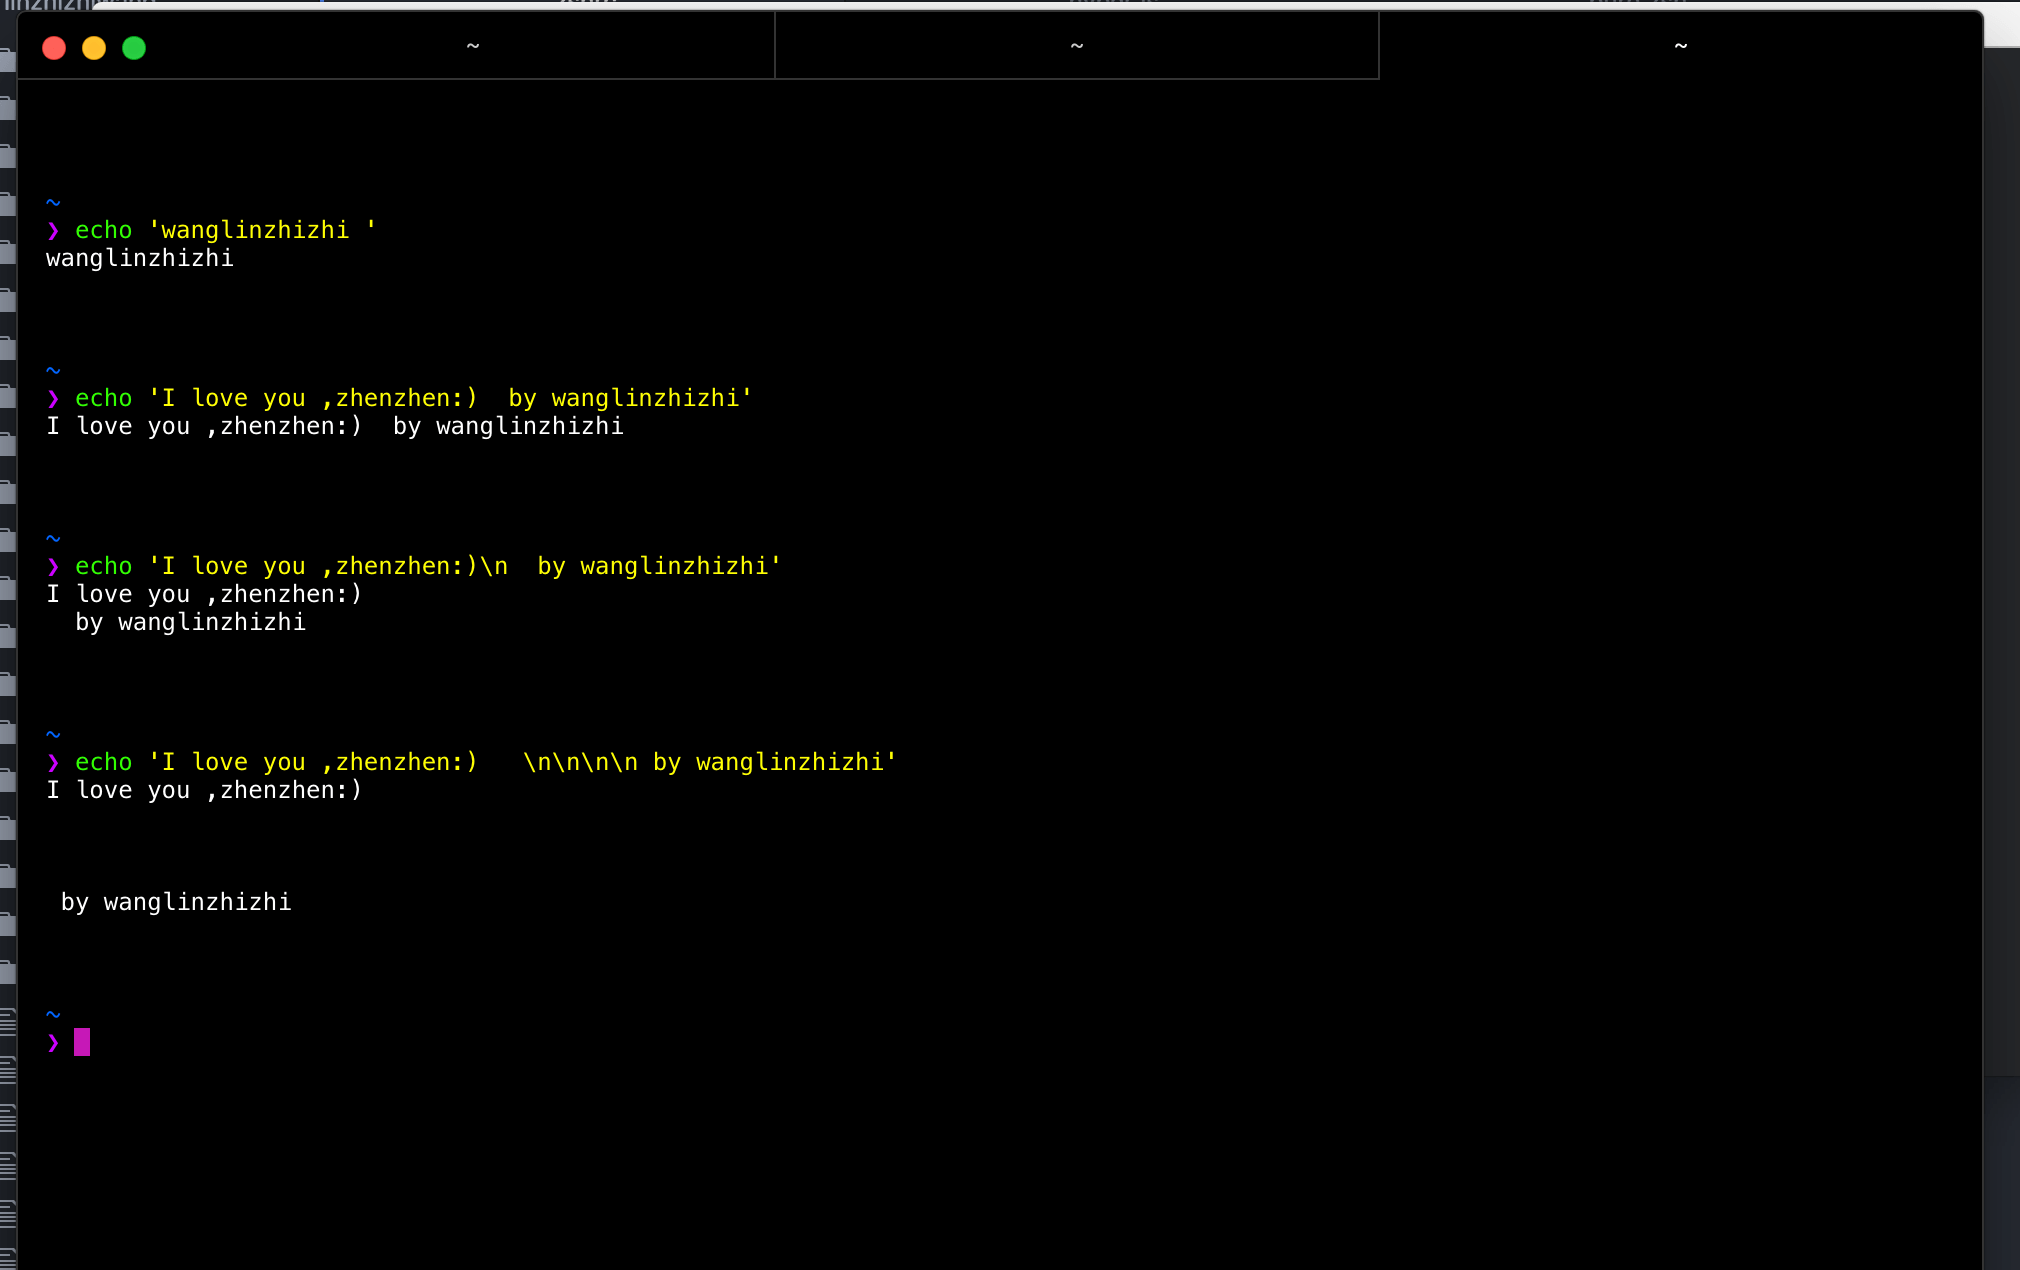 ~ ~ ~
~
❯ echo 'wanglinzhizhi '
wanglinzhizhi
~
❯ echo 'I love you ,zhenzhen:)  by wanglinzhizhi'
I love you ,zhenzhen:)  by wanglinzhizhi
~
❯ echo 'I love you ,zhenzhen:)\n  by wanglinzhizhi'
I love you ,zhenzhen:)
  by wanglinzhizhi
~
❯ echo 'I love you ,zhenzhen:)   \n\n\n\n by wanglinzhizhi'
I love you ,zhenzhen:)
 by wanglinzhizhi
~
❯